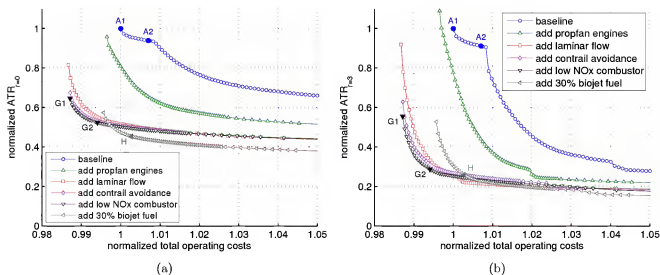 A1
A2
G1
G2
H
1.2
1
0.8
0.6
0.4
0.2
0
normalized ATR r=0
baseline
add propfan engines
add laminar flow
add contrail avoidance
add low NOx combustor
add 30% biojet fuel
0.98 0.99 1 1.01 1.02 1.03 1.04 1.05
normalized total operating costs
(a)
A1
A2
G1
G2
H
1
0.8
0.6
0.4
0.2
0
normalized ATR r=3
baseline
add propfan engines
add laminar flow
add contrail avoidance
add low NOx combustor
add 30% biojet fuel
0.98 0.99 1 1.01 1.02 1.03 1.04 1.05
normalized total operating costs
(b)